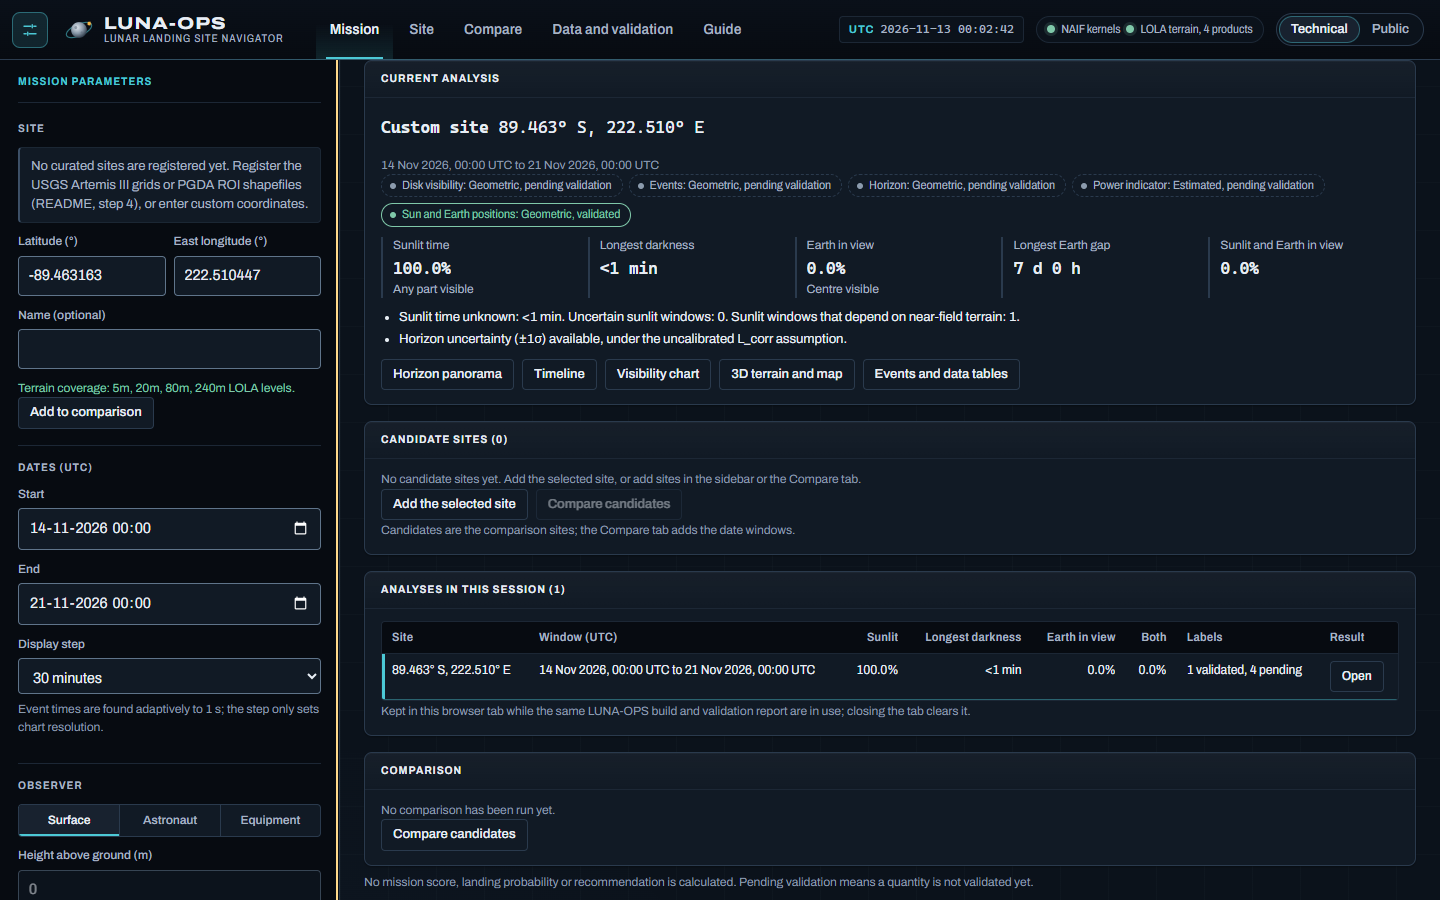 LUNA-OPS
LUNAR LANDING SITE NAVIGATOR
Mission
Site
Compare
Data and validation
Guide
UTC 2026-11-13 00:02:42
NAIF kernels
LOLA terrain, 4 products
Technical
Public
MISSION PARAMETERS
SITE
No curated sites are registered yet. Register the
USGS Artemis III grids or PGDA ROI shapefiles
(README, step 4), or enter custom coordinates.
Latitude (°)
East longitude (°)
-89.463163
222.510447
Name (optional)
Terrain coverage: 5m, 20m, 80m, 240m LOLA levels.
Add to comparison
DATES (UTC)
Start
14-11-2026 00:00
End
21-11-2026 00:00
Display step
30 minutes
Event times are found adaptively to 1 s; the step only sets
chart resolution.
OBSERVER
Surface
Astronaut
Equipment
Height above ground (m)
0
CURRENT ANALYSIS
Custom site 89.463° S, 222.510° E
14 Nov 2026, 00:00 UTC to 21 Nov 2026, 00:00 UTC
Disk visibility: Geometric, pending validation
Events: Geometric, pending validation
Horizon: Geometric, pending validation
Power indicator: Estimated, pending validation
Sun and Earth positions: Geometric, validated
Sunlit time
100.0%
Any part visible
Longest darkness
<1 min
Earth in view
0.0%
Centre visible
Longest Earth gap
7 d 0 h
Sunlit and Earth in view
0.0%
• Sunlit time unknown: <1 min. Uncertain sunlit windows: 0. Sunlit windows that depend on near-field terrain: 1.
• Horizon uncertainty (±1σ) available, under the uncalibrated L_corr assumption.
Horizon panorama
Timeline
Visibility chart
3D terrain and map
Events and data tables
CANDIDATE SITES (0)
No candidate sites yet. Add the selected site, or add sites in the sidebar or the Compare tab.
Add the selected site
Compare candidates
Candidates are the comparison sites; the Compare tab adds the date windows.
ANALYSES IN THIS SESSION (1)
Site Window (UTC) Sunlit Longest darkness Earth in view Both Labels Result
89.463° S, 222.510° E 14 Nov 2026, 00:00 UTC to 21 Nov 2026, 00:00 UTC 100.0% <1 min 0.0% 0.0% 1 validated, 4 pending Open
Kept in this browser tab while the same LUNA-OPS build and validation report are in use; closing the tab clears it.
COMPARISON
No comparison has been run yet.
Compare candidates
No mission score, landing probability or recommendation is calculated. Pending validation means a quantity is not validated yet.